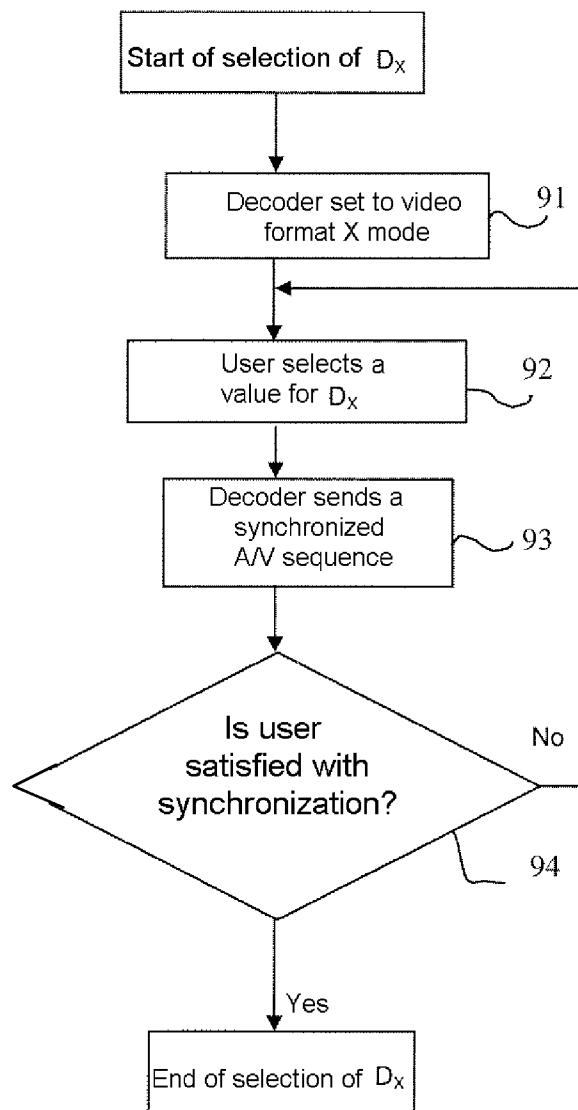 Start of selection of Dx
Decoder set to video
format X mode
91
User selects a
value for Dx
92
Decoder sends a
synchronized
A/V sequence
93
Is user
satisfied with
synchronization?
No
94
Yes
End of selection of Dx